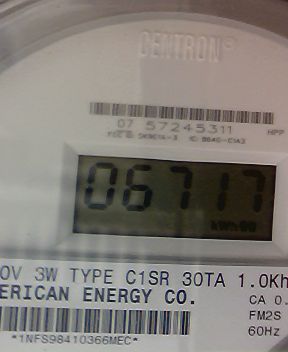 CENTRON®
07 57245311
HPP
06717
kWh
0V 3W TYPE C1SR 30TA 1.0Kh
ERICAN ENERGY CO.
CA 0.
FM2S
60Hz
*1NFS98410366MEC*